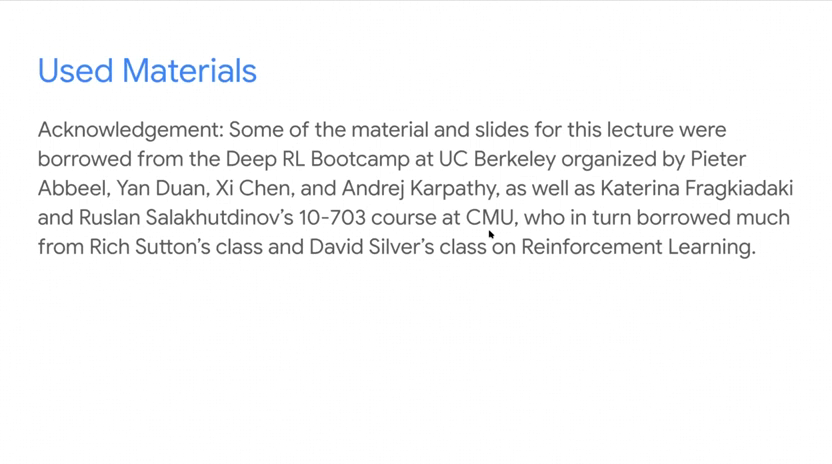 Used Materials
Acknowledgement: Some of the material and slides for this lecture were
borrowed from the Deep RL Bootcamp at UC Berkeley organized by Pieter
Abbeel, Yan Duan, Xi Chen, and Andrej Karpathy, as well as Katerina Fragkiadaki
and Ruslan Salakhutdinov’s 10-703 course at CMU, who in turn borrowed much
from Rich Sutton’s class and David Silver’s class on Reinforcement Learning.